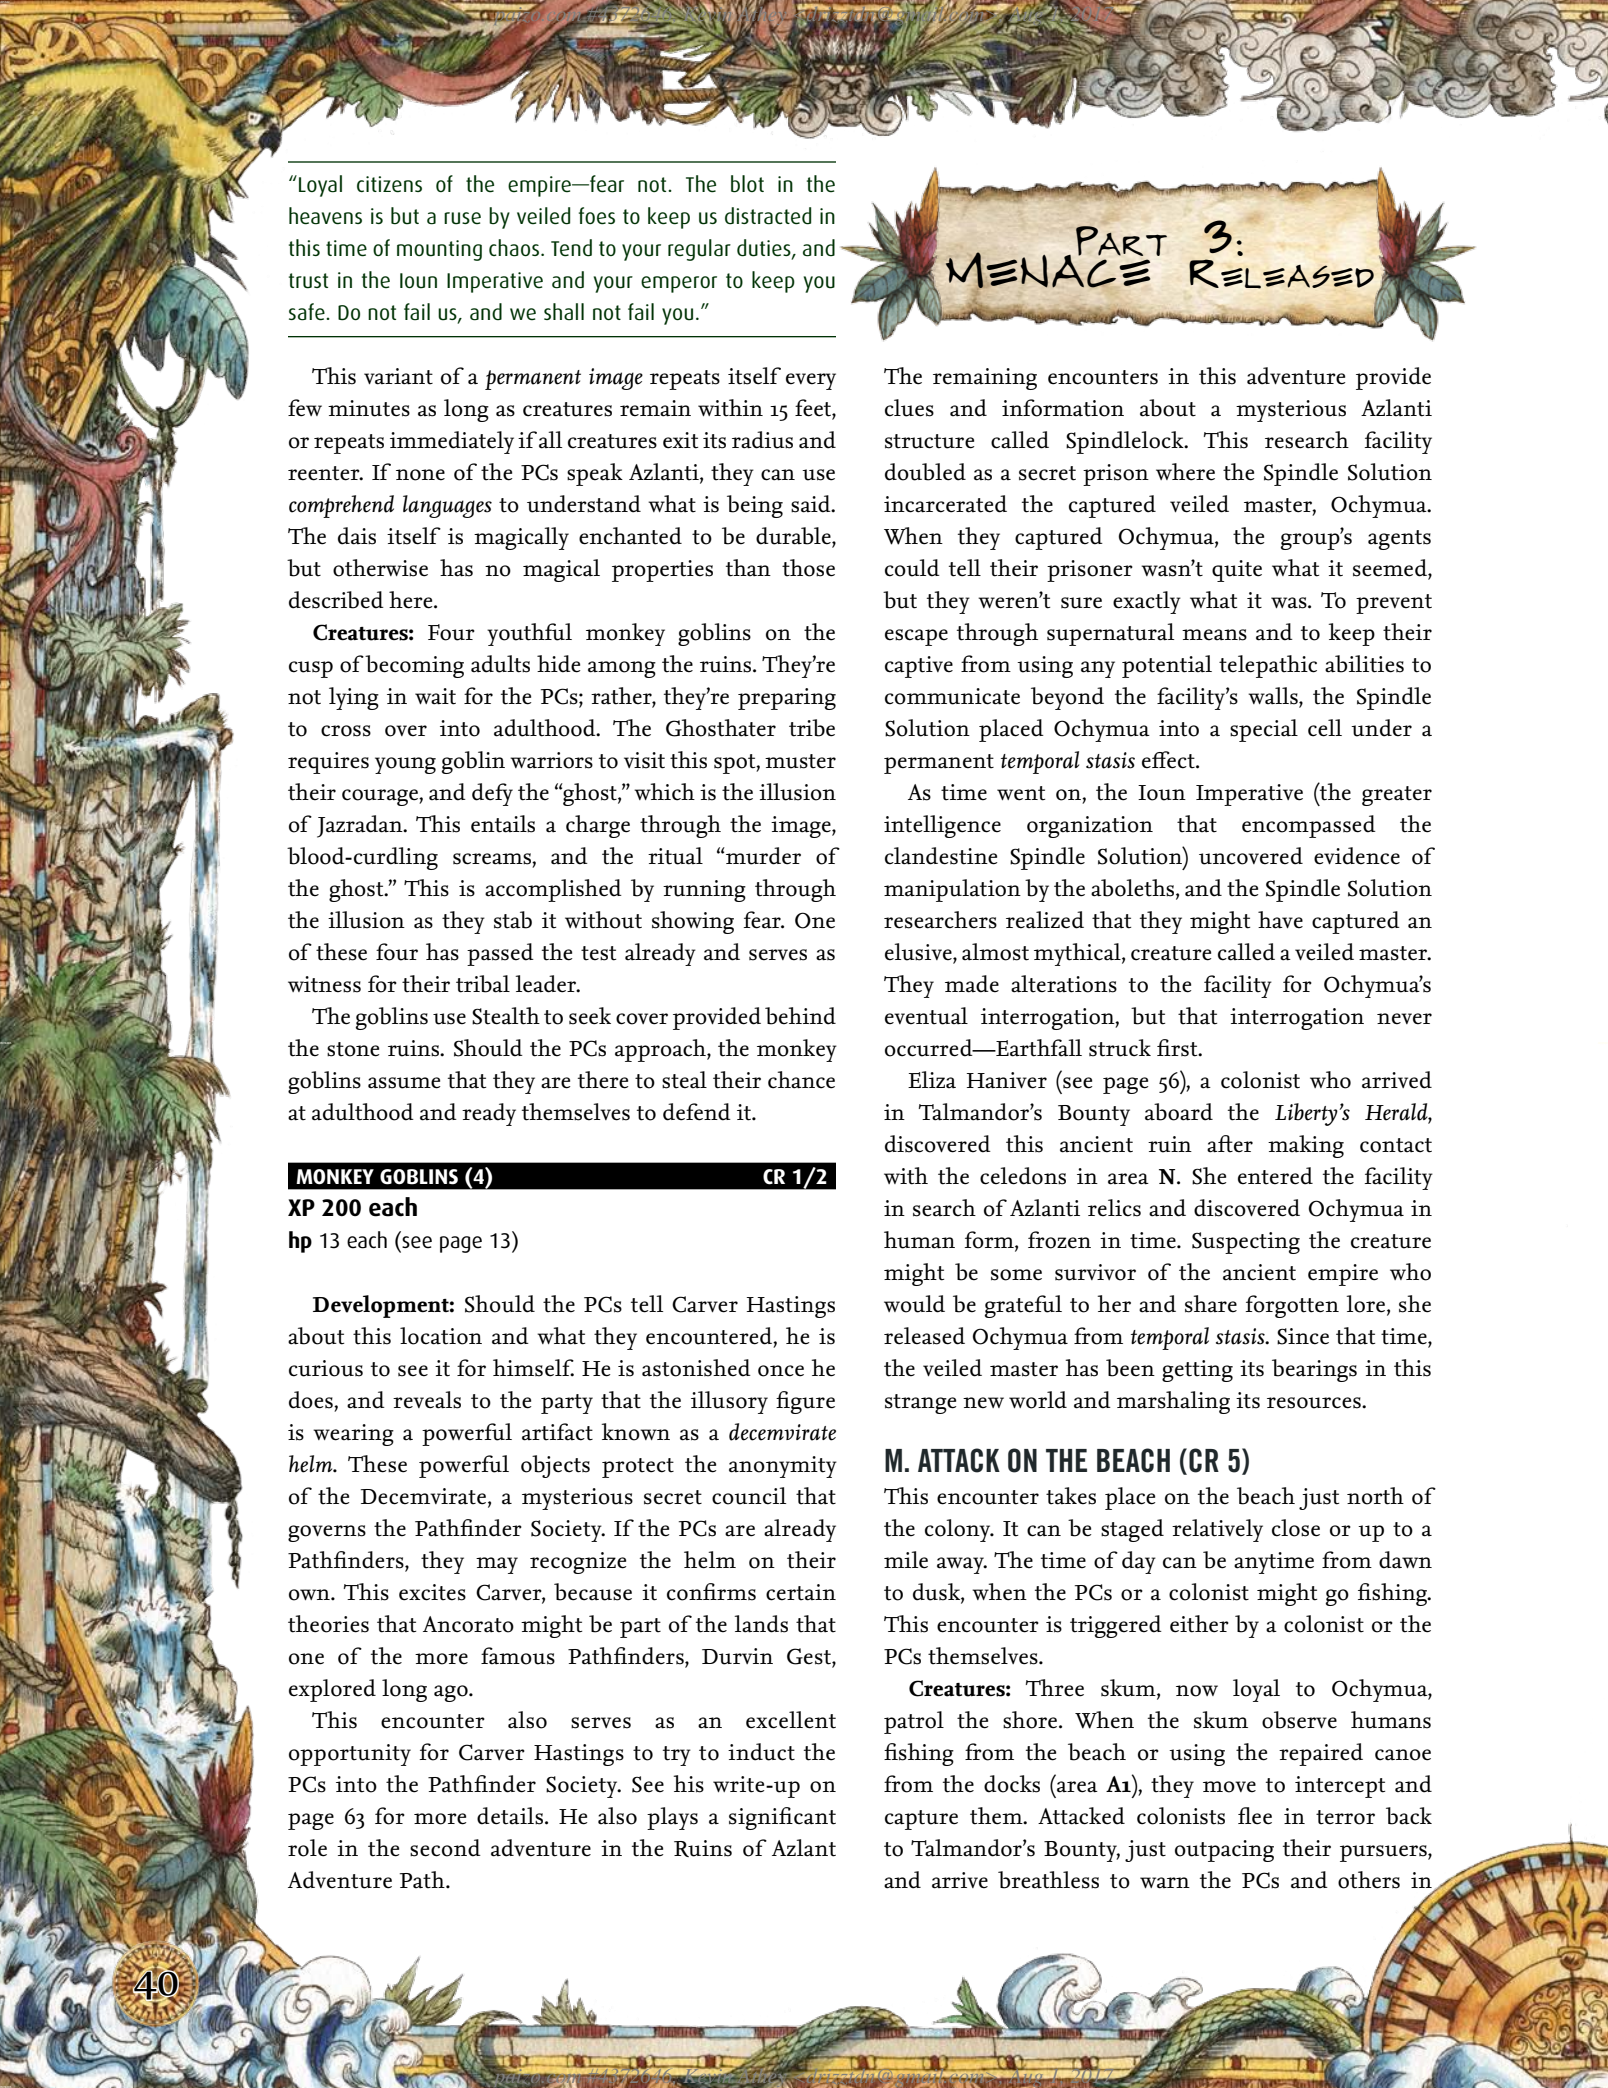 “Loyal citizens of the empire—fear not. The blot in the
heavens is but a ruse by veiled foes to keep us distracted in
this time of mounting chaos. Tend to your regular duties, and
trust in the Ioun Imperative and your emperor to keep you
safe. Do not fail us, and we shall not fail you.”
This variant of a permanent image repeats itself every
few minutes as long as creatures remain within 15 feet,
or repeats immediately if all creatures exit its radius and
reenter. If none of the PCs speak Azlanti, they can use
comprehend languages to understand what is being said.
The dais itself is magically enchanted to be durable,
but otherwise has no magical properties than those
described here.
Creatures: Four youthful monkey goblins on the
cusp of becoming adults hide among the ruins. They’re
not lying in wait for the PCs; rather, they’re preparing
to cross over into adulthood. The Ghosthater tribe
requires young goblin warriors to visit this spot, muster
their courage, and defy the “ghost,” which is the illusion
of Jazradan. This entails a charge through the image,
blood-curdling screams, and the ritual “murder of
the ghost.” This is accomplished by running through
the illusion as they stab it without showing fear. One
of these four has passed the test already and serves as
witness for their tribal leader.
The goblins use Stealth to seek cover provided behind
the stone ruins. Should the PCs approach, the monkey
goblins assume that they are there to steal their chance
at adulthood and ready themselves to defend it.
MONKEY GOBLINS (4) CR 1/2
XP 200 each
hp 13 each (see page 13)
Development: Should the PCs tell Carver Hastings
about this location and what they encountered, he is
curious to see it for himself. He is astonished once he
does, and reveals to the party that the illusory figure
is wearing a powerful artifact known as a decemvirate
helm. These powerful objects protect the anonymity
of the Decemvirate, a mysterious secret council that
governs the Pathfinder Society. If the PCs are already
Pathfinders, they may recognize the helm on their
own. This excites Carver, because it confirms certain
theories that Ancorato might be part of the lands that
one of the more famous Pathfinders, Durvin Gest,
explored long ago.
This encounter also serves as an excellent
opportunity for Carver Hastings to try to induct the
PCs into the Pathfinder Society. See his write-up on
page 63 for more details. He also plays a significant
role in the second adventure in the Ruins of Azlant
Adventure Path.
Part 3:
Menace Released
The remaining encounters in this adventure provide
clues and information about a mysterious Azlanti
structure called Spindlelock. This research facility
doubled as a secret prison where the Spindle Solution
incarcerated the captured veiled master, Ochymua.
When they captured Ochymua, the group’s agents
could tell their prisoner wasn’t quite what it seemed,
but they weren’t sure exactly what it was. To prevent
escape through supernatural means and to keep their
captive from using any potential telepathic abilities to
communicate beyond the facility’s walls, the Spindle
Solution placed Ochymua into a special cell under a
permanent temporal stasis effect.
As time went on, the Ioun Imperative (the greater
intelligence organization that encompassed the
clandestine Spindle Solution) uncovered evidence of
manipulation by the aboleths, and the Spindle Solution
researchers realized that they might have captured an
elusive, almost mythical, creature called a veiled master.
They made alterations to the facility for Ochymua’s
eventual interrogation, but that interrogation never
occurred—Earthfall struck first.
Eliza Haniver (see page 56), a colonist who arrived
in Talmandor’s Bounty aboard the Liberty’s Herald,
discovered this ancient ruin after making contact
with the celedons in area N. She entered the facility
in search of Azlanti relics and discovered Ochymua in
human form, frozen in time. Suspecting the creature
might be some survivor of the ancient empire who
would be grateful to her and share forgotten lore, she
released Ochymua from temporal stasis. Since that time,
the veiled master has been getting its bearings in this
strange new world and marshaling its resources.
M. ATTACK ON THE BEACH (CR 5)
This encounter takes place on the beach just north of
the colony. It can be staged relatively close or up to a
mile away. The time of day can be anytime from dawn
to dusk, when the PCs or a colonist might go fishing.
This encounter is triggered either by a colonist or the
PCs themselves.
Creatures: Three skum, now loyal to Ochymua,
patrol the shore. When the skum observe humans
fishing from the beach or using the repaired canoe
from the docks (area A1), they move to intercept and
capture them. Attacked colonists flee in terror back
to Talmandor’s Bounty, just outpacing their pursuers,
and arrive breathless to warn the PCs and others in
40